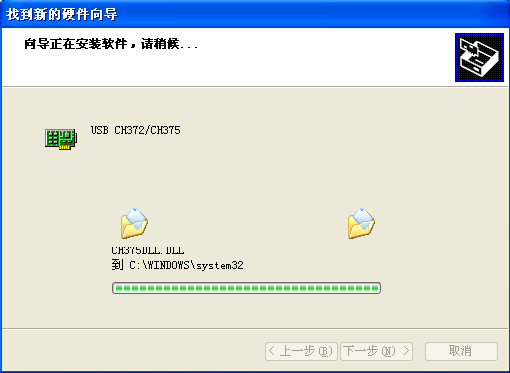 找到新的硬件向导
向导正在安装软件，请稍候...
USB CH372/CH375
CH375DLL.DLL
到 C:\WINDOWS\system32
< 上一步(B)
下一步(N) >
取消